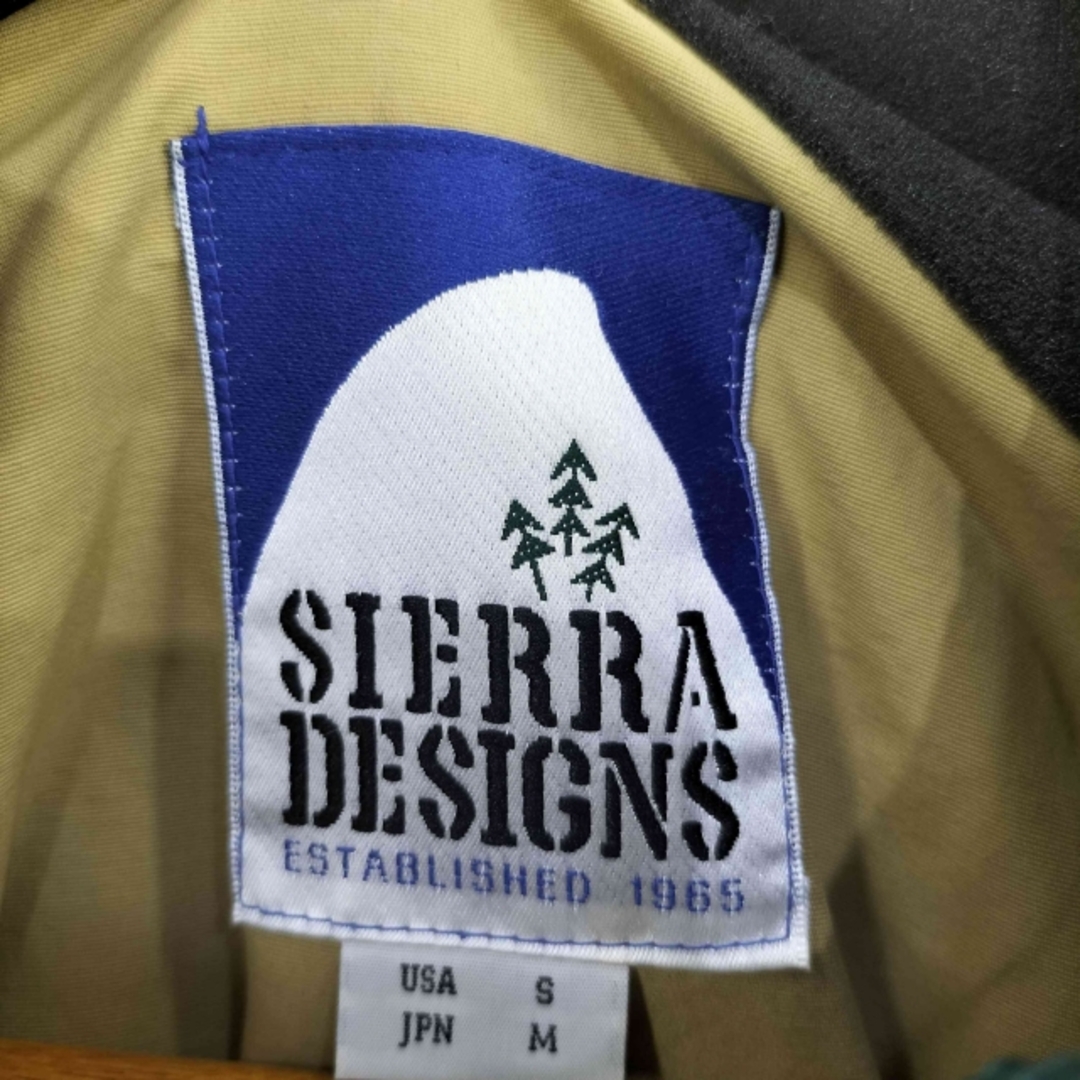 SIERRA
DESIGNS
ESTABLISHED 1965
USA S
JPN M